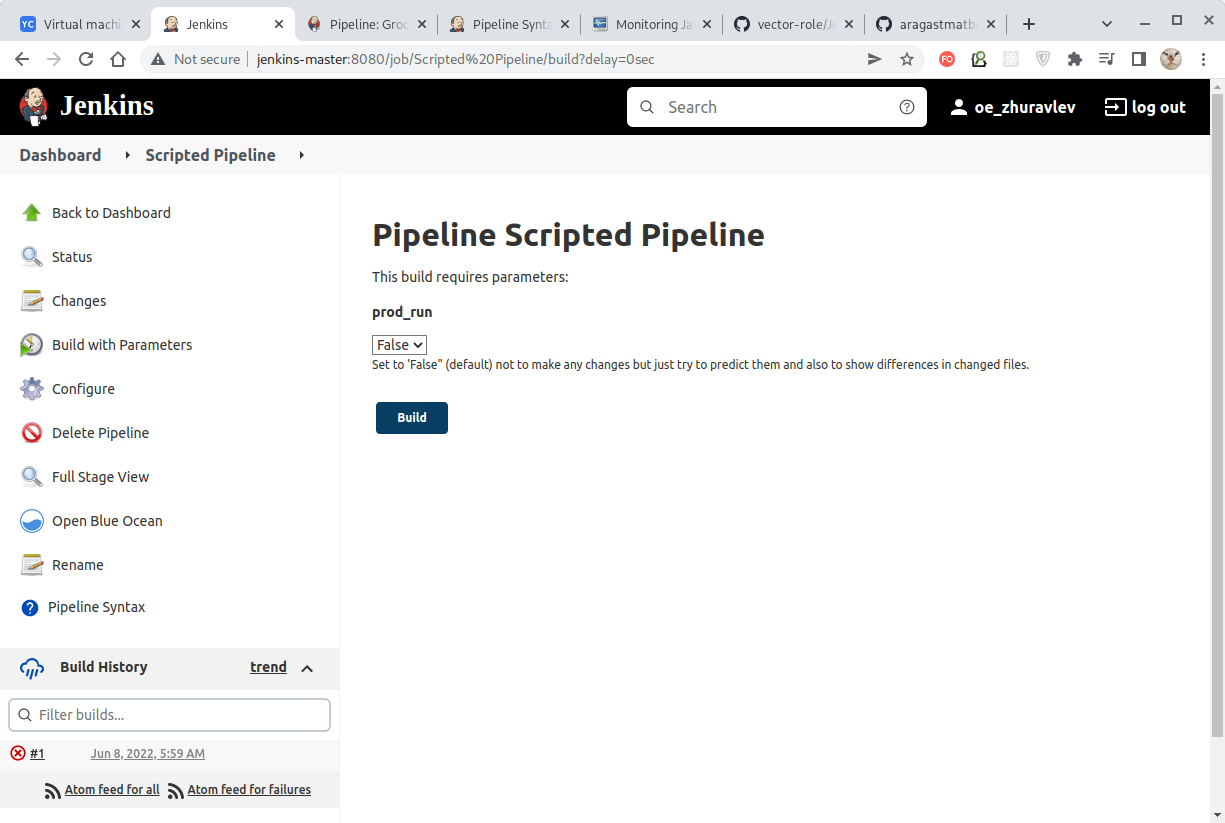 YC Virtual machi
Jenkins
Pipeline: Groo
Pipeline Synta
Monitoring Ja
vector-role/Je
aragastmatb
Not secure jenkins-master:8080/job/Scripted%20Pipeline/build?delay=0sec
FO
Jenkins
Search
oe_zhuravlev
log out
Dashboard
Scripted Pipeline
Back to Dashboard
Status
Changes
Build with Parameters
Configure
Delete Pipeline
Full Stage View
Open Blue Ocean
Rename
Pipeline Syntax
Build History trend
Filter builds...
#1 Jun 8, 2022, 5:59 AM
Atom feed for all Atom feed for failures
Pipeline Scripted Pipeline
This build requires parameters:
prod_run
False
Set to 'False" (default) not to make any changes but just try to predict them and also to show differences in changed files.
Build